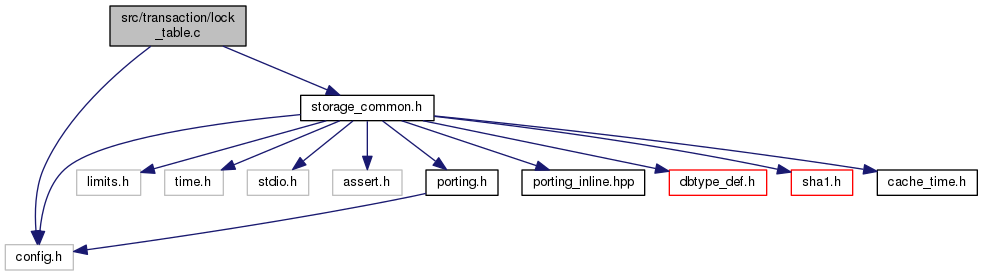 src/transaction/lock
_table.c
storage_common.h
limits.h
time.h
stdio.h
assert.h
porting.h
porting_inline.hpp
dbtype_def.h
sha1.h
cache_time.h
config.h